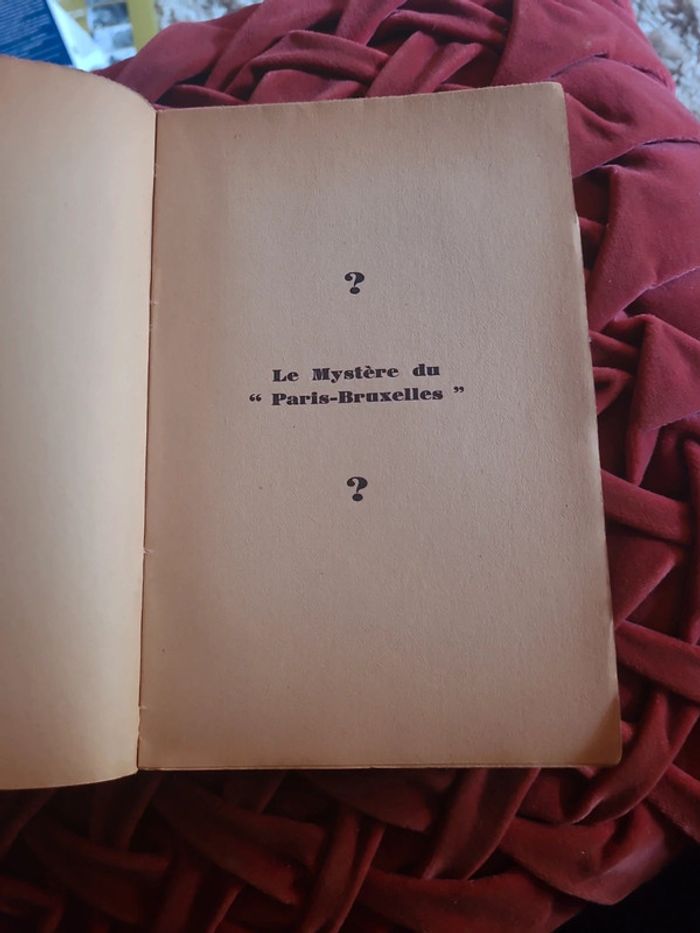 ?
Le Mystère du
“ Paris-Bruxelles ”
?